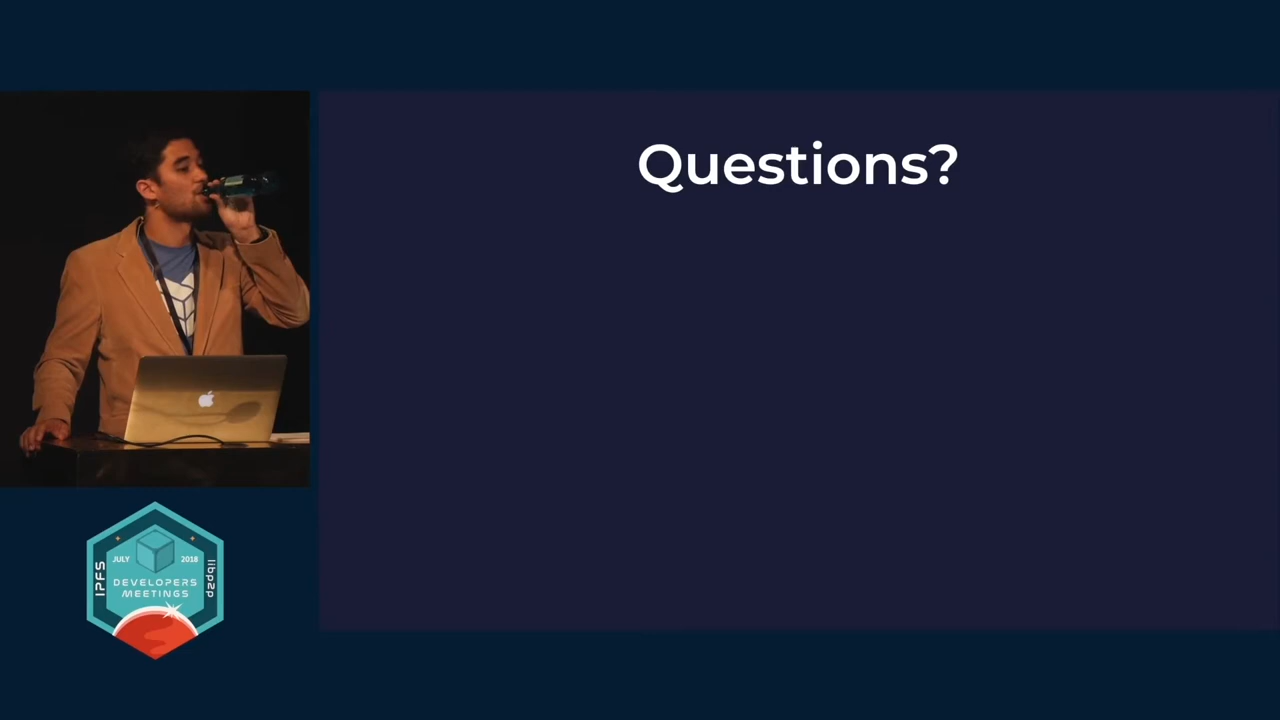 Questions?
JULY 2018
IPFS
libp2p
DEVELOPERS
MEETINGS